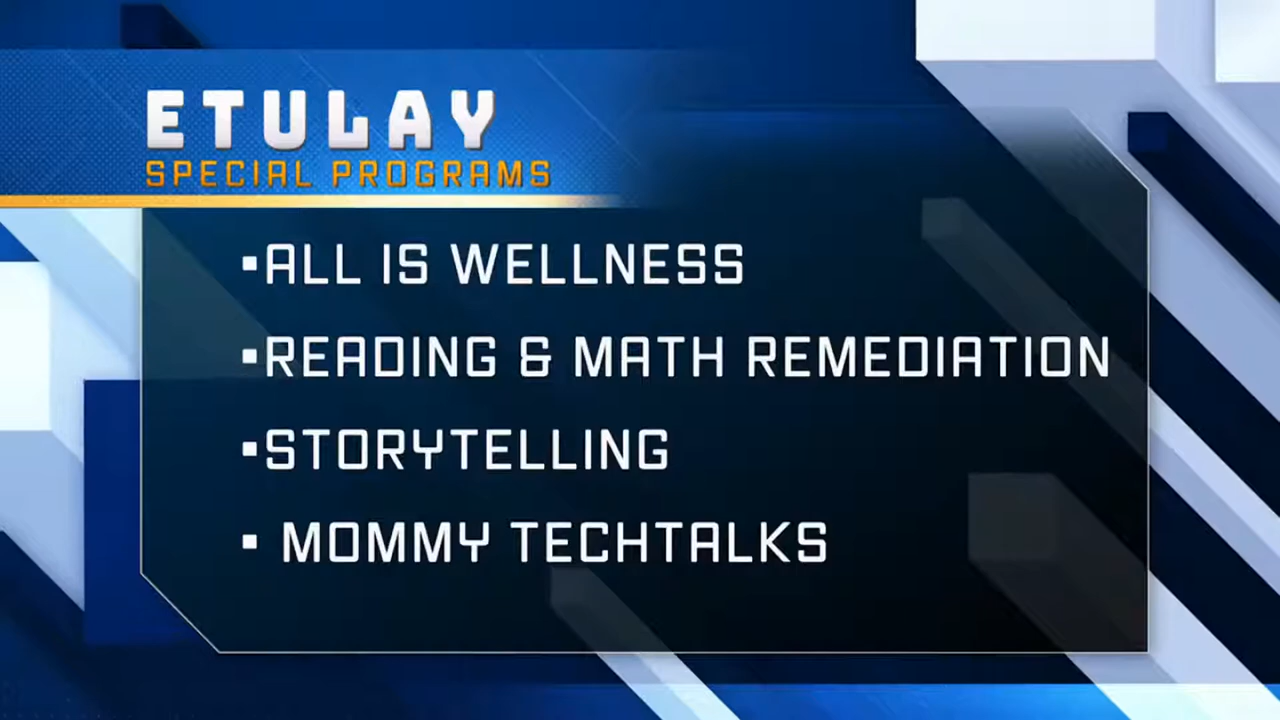 ETULAY
SPECIAL PROGRAMS
▪ALL IS WELLNESS
▪READING & MATH REMEDIATION
▪STORYTELLING
▪ MOMMY TECHTALKS